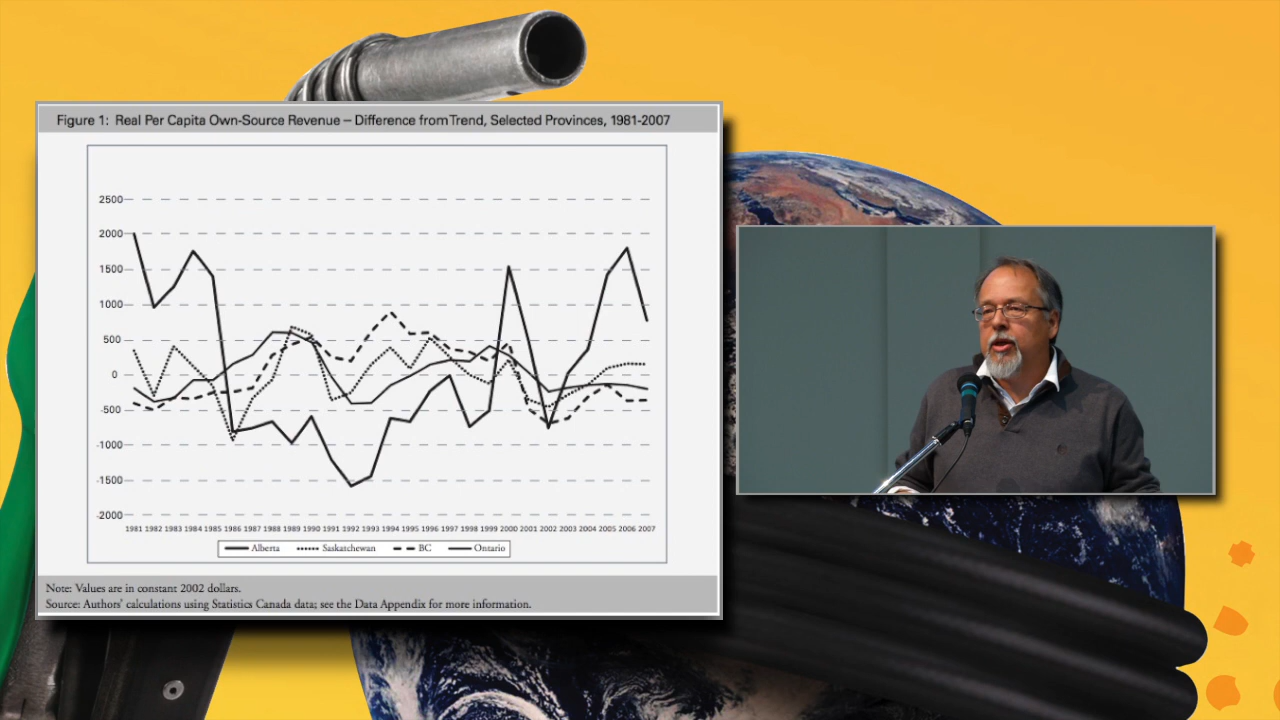 Figure 1: Real Per Capita Own-Source Revenue – Difference from Trend, Selected Provinces, 1981-2007
2500
2000
1500
1000
500
0
-500
-1000
-1500
-2000
1981 1982 1983 1984 1985 1986 1987 1988 1989 1990 1991 1992 1993 1994 1995 1996 1997 1998 1999 2000 2001 2002 2003 2004 2005 2006 2007
Alberta Saskatchewan BC Ontario
Note: Values are in constant 2002 dollars.
Source: Authors' calculations using Statistics Canada data; see the Data Appendix for more information.